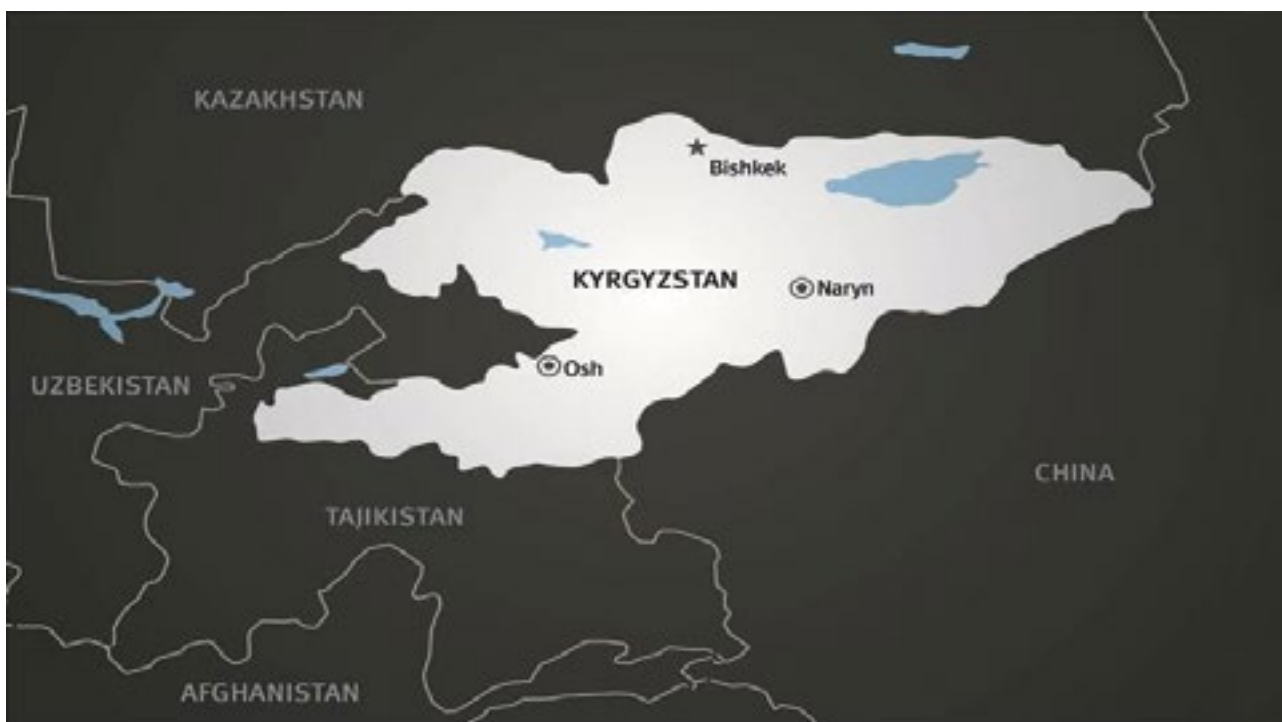 KAZAKHSTAN
Bishkek
KYRGYZSTAN
Naryn
Osh
UZBEKISTAN
CHINA
TAJIKISTAN
AFGHANISTAN